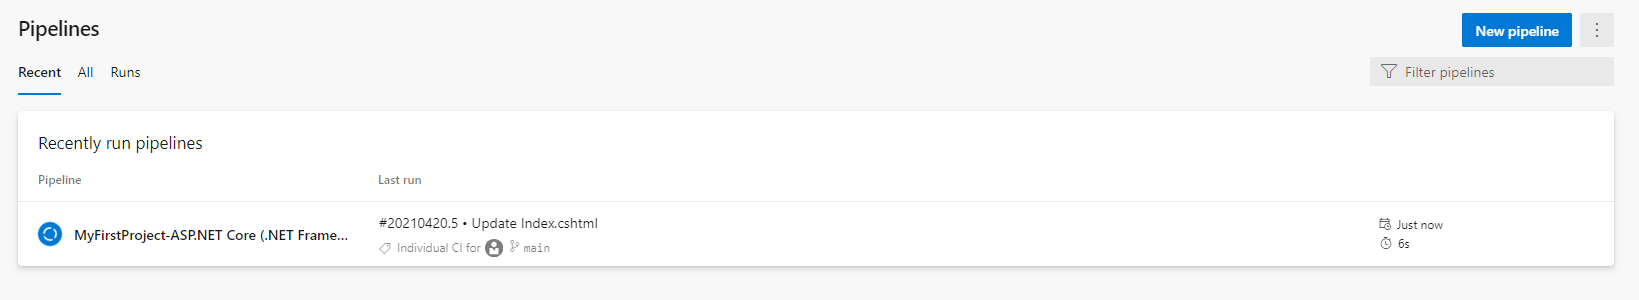 Pipelines
New pipeline
Recent All Runs
Filter pipelines
Recently run pipelines
Pipeline Last run
MyFirstProject-ASP.NET Core (.NET Frame...
#20210420.5 • Update Index.cshtml
Individual CI for main
Just now
6s